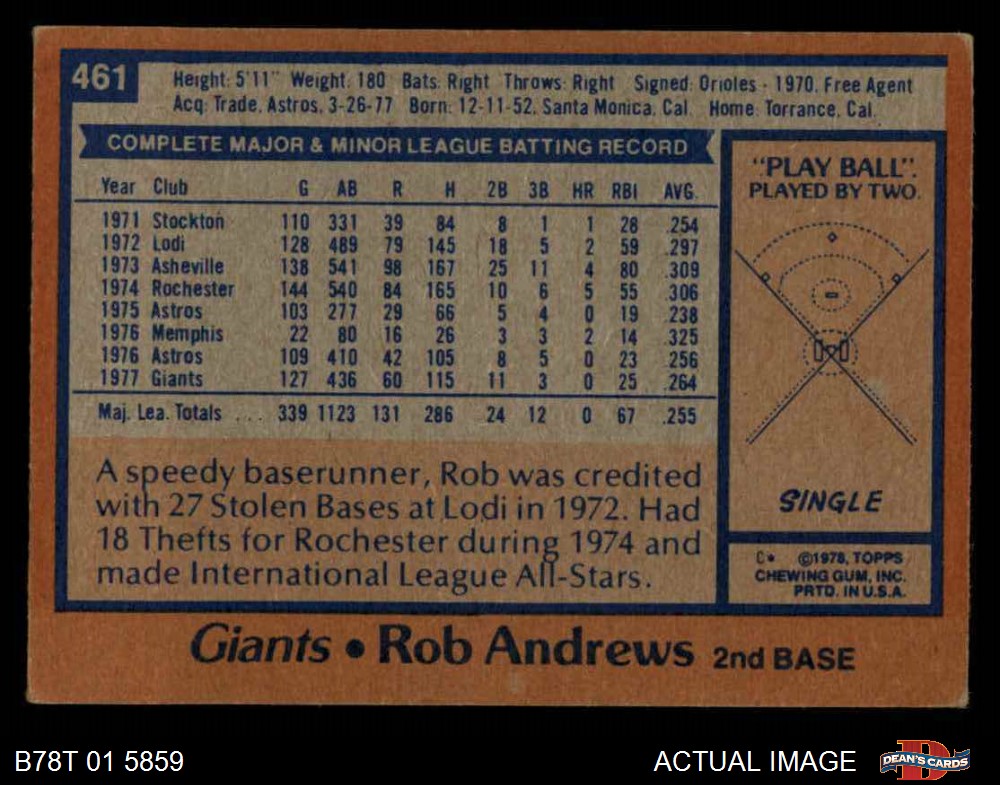 461
Height: 5'11" Weight: 180 Bats: Right Throws: Right Signed: Orioles - 1970, Free Agent
Acq: Trade, Astros, 3-26-77 Born: 12-11-52, Santa Monica, Cal. Home: Torrance, Cal.
COMPLETE MAJOR & MINOR LEAGUE BATTING RECORD
Year Club G AB R H 2B 3B HR RBI AVG.
1971 Stockton 110 331 39 84 8 1 1 28 .254
1972 Lodi 128 489 79 145 18 5 2 59 .297
1973 Asheville 138 541 98 167 25 11 4 80 .309
1974 Rochester 144 540 84 165 10 6 5 55 .306
1975 Astros 103 277 29 66 5 4 0 19 .238
1976 Memphis 22 80 16 26 3 3 2 14 .325
1976 Astros 109 410 42 105 8 5 0 23 .256
1977 Giants 127 436 60 115 11 3 0 25 .264
Maj. Lea. Totals ... 339 1123 131 286 24 12 0 67 .255
A speedy baserunner, Rob was credited
with 27 Stolen Bases at Lodi in 1972. Had
18 Thefts for Rochester during 1974 and
made International League All-Stars.
"PLAY BALL".
PLAYED BY TWO.
SINGLE
C* ©1978, TOPPS
CHEWING GUM, INC.
PRTD. IN U.S.A.
Giants • Rob Andrews 2nd BASE
B78T 01 5859
ACTUAL IMAGE
D
DEAN'S CARDS